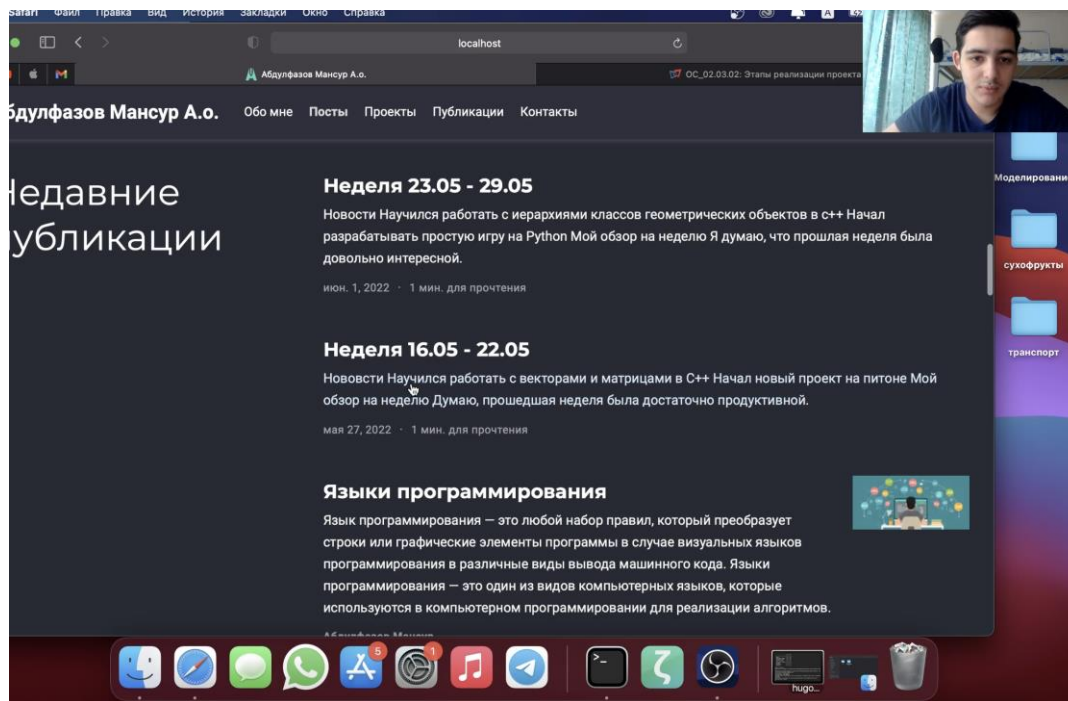 Safari Файл Правка Вид История Закладки Окно Справка
localhost
Абдулфазов Мансур А.о.
ОС_02.03.02: Этапы реализации проекта
бдулфазов Мансур А.о. Обо мне Посты Проекты Публикации Контакты
Недавние
публикации
Неделя 23.05 - 29.05
Новости Научился работать с иерархиями классов геометрических объектов в с++ Начал
разрабатывать простую игру на Python Мой обзор на неделю Я думаю, что прошлая неделя была
довольно интересной.
июн. 1, 2022 · 1 мин. для прочтения
Неделя 16.05 - 22.05
Нововсти Научился работать с векторами и матрицами в С++ Начал новый проект на питоне Мой
обзор на неделю Думаю, прошедшая неделя была достаточно продуктивной.
мая 27, 2022 · 1 мин. для прочтения
Языки программирования
Язык программирования — это любой набор правил, который преобразует
строки или графические элементы программы в случае визуальных языков
программирования в различные виды вывода машинного кода. Языки
программирования — это один из видов компьютерных языков, которые
используются в компьютерном программировании для реализации алгоритмов.
Моделировани
сухофрукты
транспорт
5
1
hugo...